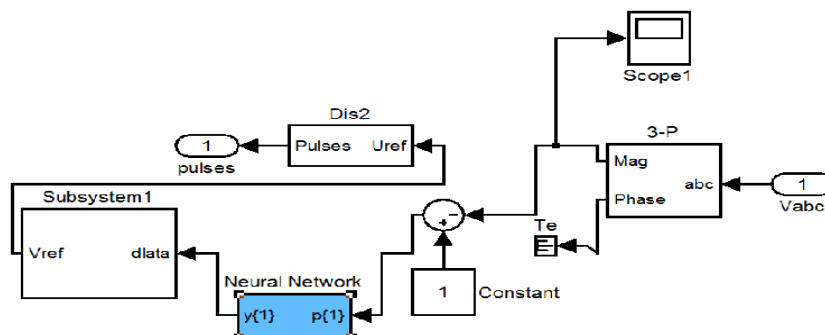 Scope1
Dis2
Pulses Uref
1
pulses
3-P
Mag
abc
Phase
1
Vabc
Subsystem1
Vref dlata
Te
-
+
1
Constant
Neural Network
y{1} p{1}